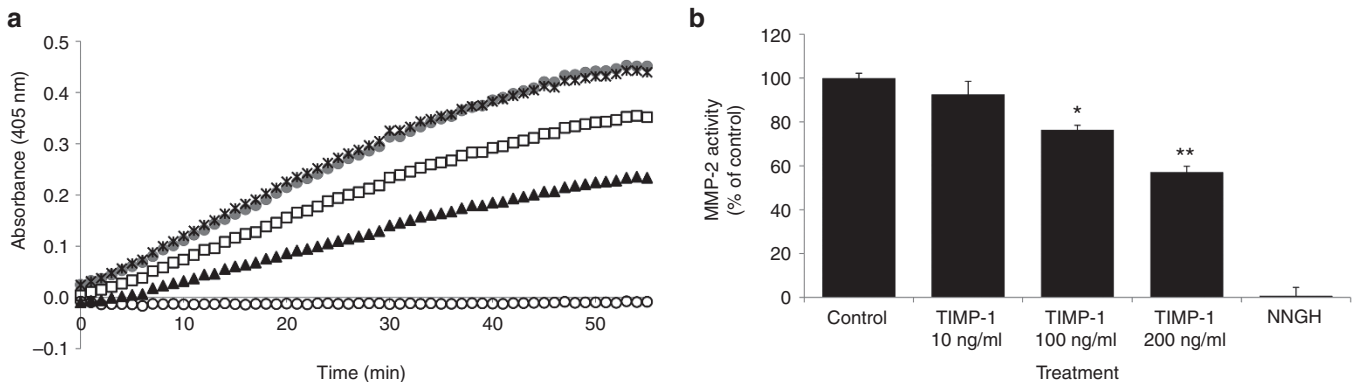 a
0.5
0.4
0.3
0.2
0.1
0.0
–0.1
Absorbance (405 nm)
0 10 20 30 40 50
Time (min)
b
120
100
80
60
40
20
0
MMP-2 activity
(% of control)
*
**
Control
TIMP-1
10 ng/ml
TIMP-1
100 ng/ml
TIMP-1
200 ng/ml
NNGH
Treatment